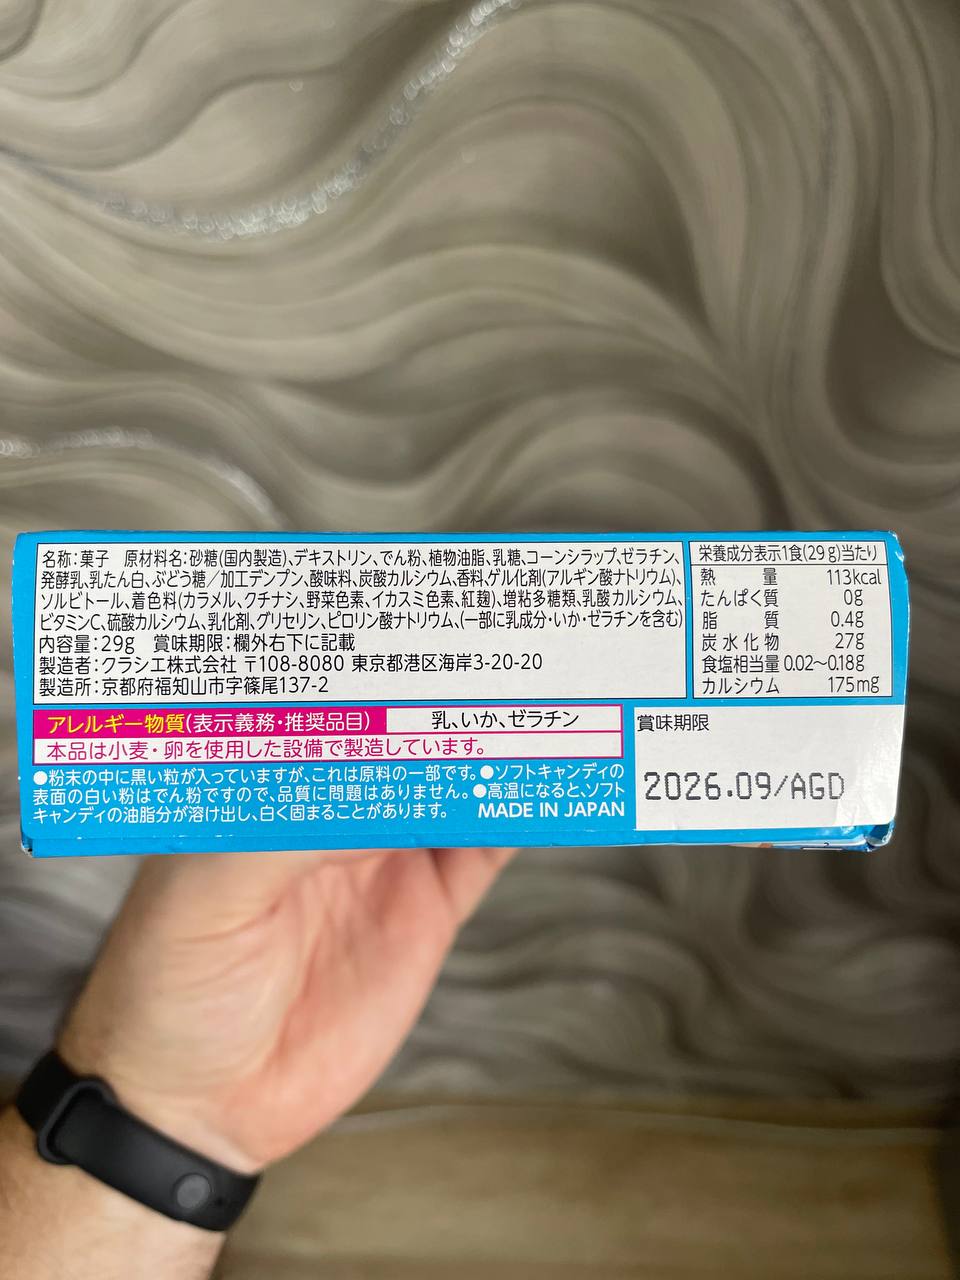 名称：菓子　原材料名：砂糖(国内製造)、デキストリン、でん粉、植物油脂、乳糖、コーンシラップ、ゼラチン、
発酵乳、乳たん白、ぶどう糖／加工デンプン、酸味料、炭酸カルシウム、香料、ゲル化剤(アルギン酸ナトリウム)、
ソルビトール、着色料(カラメル、クチナシ、野菜色素、イカスミ色素、紅麹)、増粘多糖類、乳酸カルシウム、
ビタミンC、硫酸カルシウム、乳化剤、グリセリン、ピロリン酸ナトリウム、(一部に乳成分・いか・ゼラチンを含む)
内容量：29g　賞味期限：欄外右下に記載
製造者：クラシエ株式会社 〒108-8080 東京都港区海岸3-20-20
製造所：京都府福知山市字篠尾137-2
栄養成分表示1食(29g)当たり
熱量 113kcal
たんぱく質 0g
脂質 0.4g
炭水化物 27g
食塩相当量 0.02〜0.18g
カルシウム 175mg
アレルギー物質(表示義務・推奨品目) 乳、いか、ゼラチン
本品は小麦・卵を使用した設備で製造しています。
●粉末の中に黒い粒が入っていますが、これは原料の一部です。●ソフトキャンディの
表面の白い粉はでん粉ですので、品質に問題はありません。●高温になると、ソフト
キャンディの油脂分が溶け出し、白く固まることがあります。 MADE IN JAPAN
賞味期限
2026.09/AGD